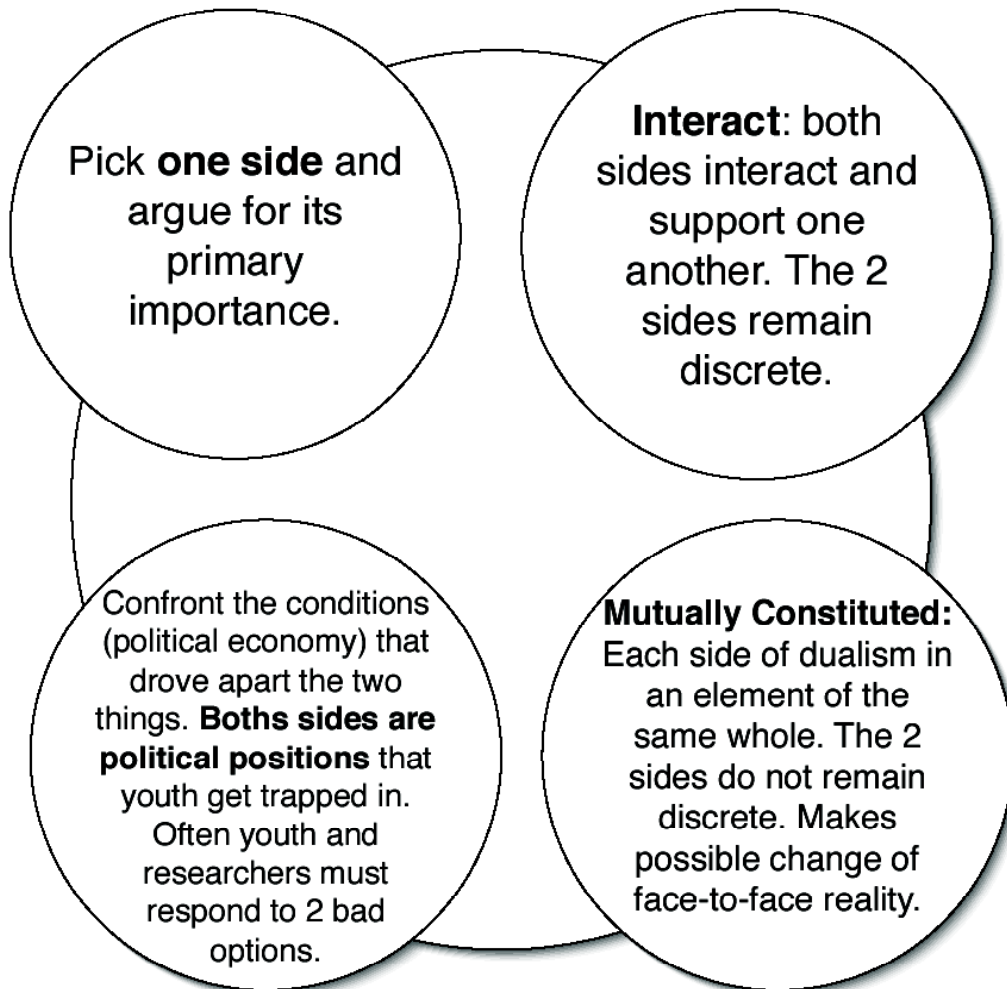 Pick one side and
argue for its
primary
importance.
Interact: both
sides interact and
support one
another. The 2
sides remain
discrete.
Confront the conditions
(political economy) that
drove apart the two
things. Boths sides are
political positions that
youth get trapped in.
Often youth and
researchers must
respond to 2 bad
options.
Mutually Constituted:
Each side of dualism in
an element of the
same whole. The 2
sides do not remain
discrete. Makes
possible change of
face-to-face reality.